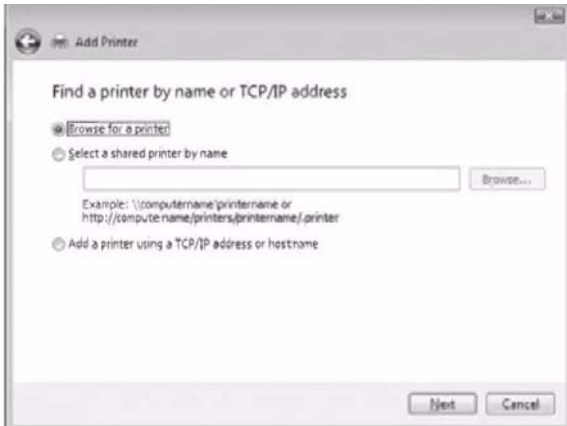 Add Printer
Find a printer by name or TCP/IP address
Browse for a printer
Select a shared printer by name
Browse...
Example: \\computername\printername or
http://computername/printers/printername/.printer
Add a printer using a TCP/IP address or hostname
Next
Cancel